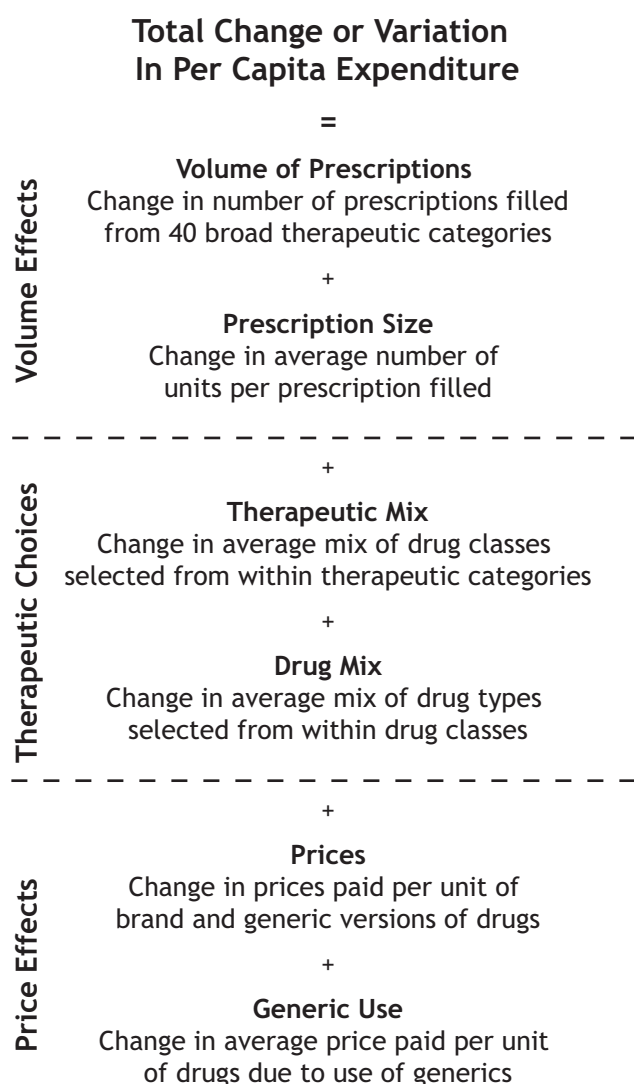 Total Change or Variation
In Per Capita Expenditure
=
Volume Effects
Volume of Prescriptions
Change in number of prescriptions filled
from 40 broad therapeutic categories
+
Prescription Size
Change in average number of
units per prescription filled
+
Therapeutic Choices
Therapeutic Mix
Change in average mix of drug classes
selected from within therapeutic categories
+
Drug Mix
Change in average mix of drug types
selected from within drug classes
+
Price Effects
Prices
Change in prices paid per unit of
brand and generic versions of drugs
+
Generic Use
Change in average price paid per unit
of drugs due to use of generics